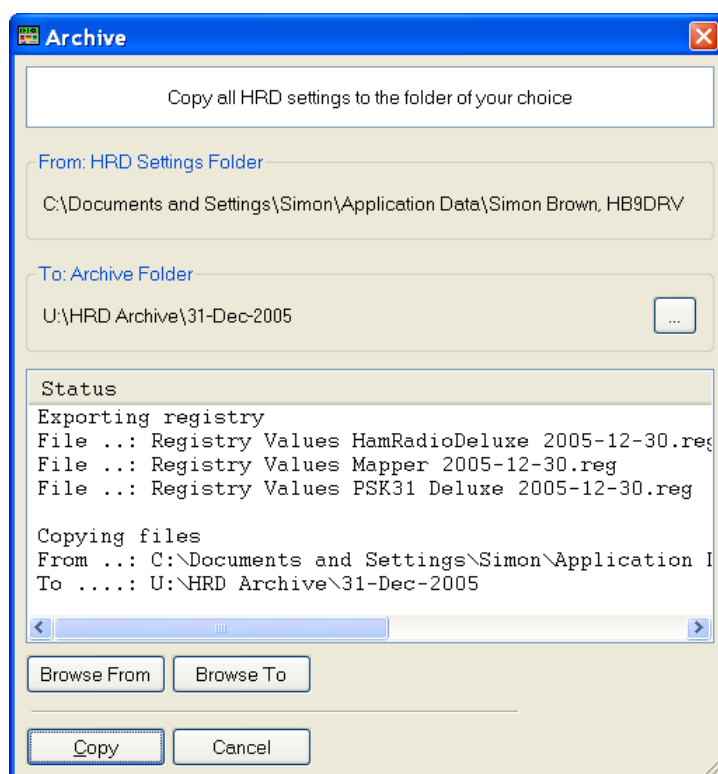 Archive
Copy all HRD settings to the folder of your choice
From: HRD Settings Folder
C:\Documents and Settings\Simon\Application Data\Simon Brown, HB9DRV
To: Archive Folder
U:\HRD Archive\31-Dec-2005
...
Status
Exporting registry
File ..: Registry Values HamRadioDeluxe 2005-12-30.reg
File ..: Registry Values Mapper 2005-12-30.reg
File ..: Registry Values PSK31 Deluxe 2005-12-30.reg
Copying files
From ..: C:\Documents and Settings\Simon\Application
To ....: U:\HRD Archive\31-Dec-2005
Browse From
Browse To
Copy
Cancel